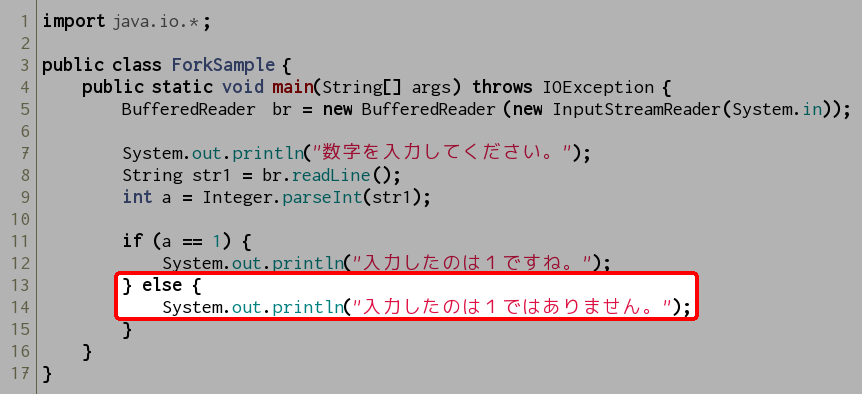 1 import java.io.*;
2
3 public class ForkSample {
4     public static void main(String[] args) throws IOException {
5         BufferedReader br = new BufferedReader (new InputStreamReader(System.in));
6
7         System.out.println("数字を入力してください。");
8         String str1 = br.readLine();
9         int a = Integer.parseInt(str1);
10
11         if (a == 1) {
12             System.out.println("入力したのは１ですね。");
13         } else {
14             System.out.println("入力したのは１ではありません。");
15         }
16     }
17 }